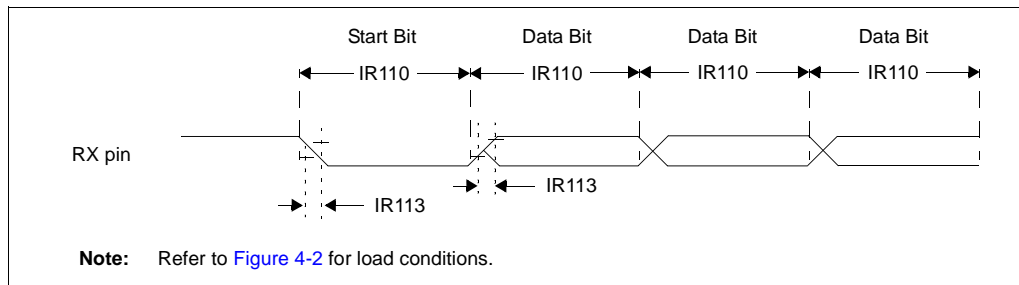 Start Bit Data Bit Data Bit Data Bit
IR110 IR110 IR110 IR110
RX pin
IR113 IR113
Note: Refer to Figure 4-2 for load conditions.